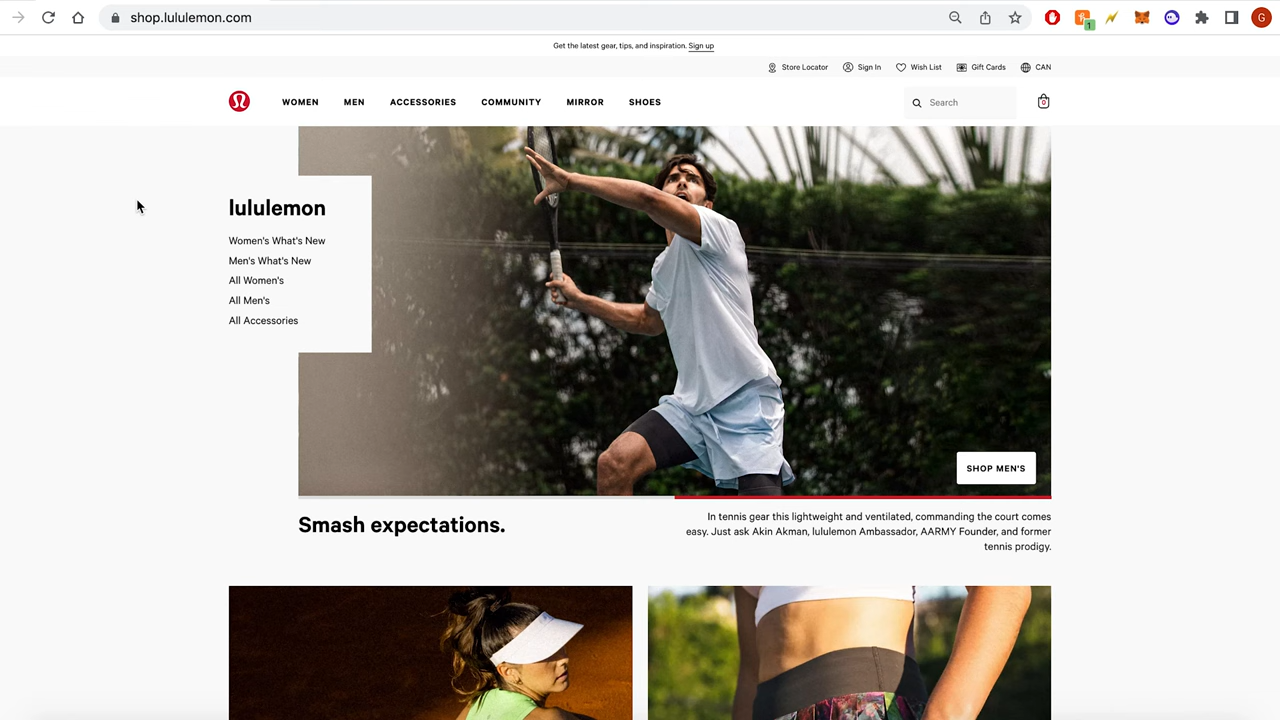 shop.lululemon.com
1
G
Get the latest gear, tips, and inspiration. Sign up
Store Locator
Sign In
Wish List
Gift Cards
CAN
WOMEN
MEN
ACCESSORIES
COMMUNITY
MIRROR
SHOES
Search
0
lululemon
Women's What's New
Men's What's New
All Women's
All Men's
All Accessories
SHOP MEN'S
Smash expectations.
In tennis gear this lightweight and ventilated, commanding the court comes
easy. Just ask Akin Akman, lululemon Ambassador, AARMY Founder, and former
tennis prodigy.